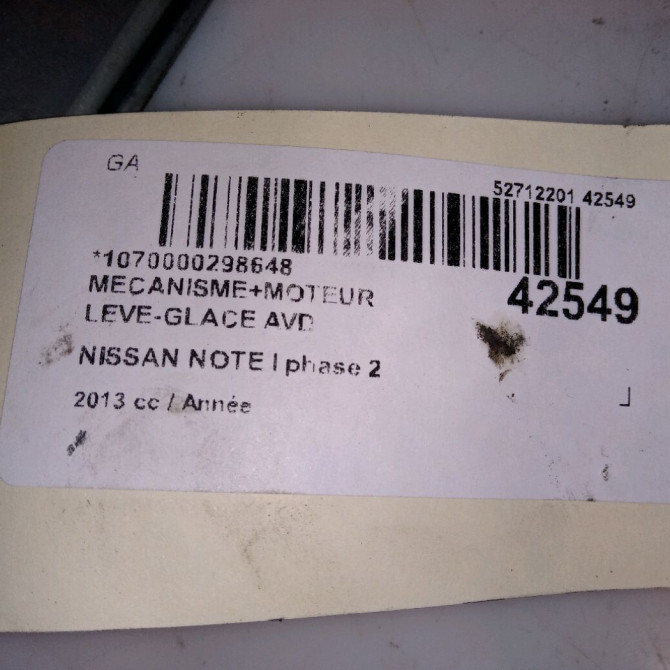 GA
52712201 42549
*1070000298648
MECANISME+MOTEUR
42549
LEVE-GLACE AVD
NISSAN NOTE I phase 2
2013 cc / Année